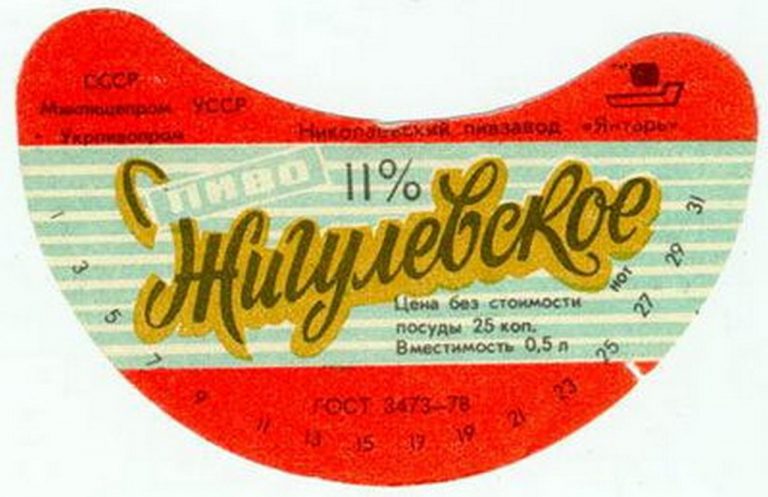 СССР
Минпищепром УССР
Укрпивопром
Николаевский пивзавод «Янтарь»
ПИВО 11%
Жигулевское
Цена без стоимости
посуды 25 коп.
Вместимость 0,5 л
ГОСТ 3473—78
1 3 5 7 9 11 13 15 17 19 21 23 25 27 29 31